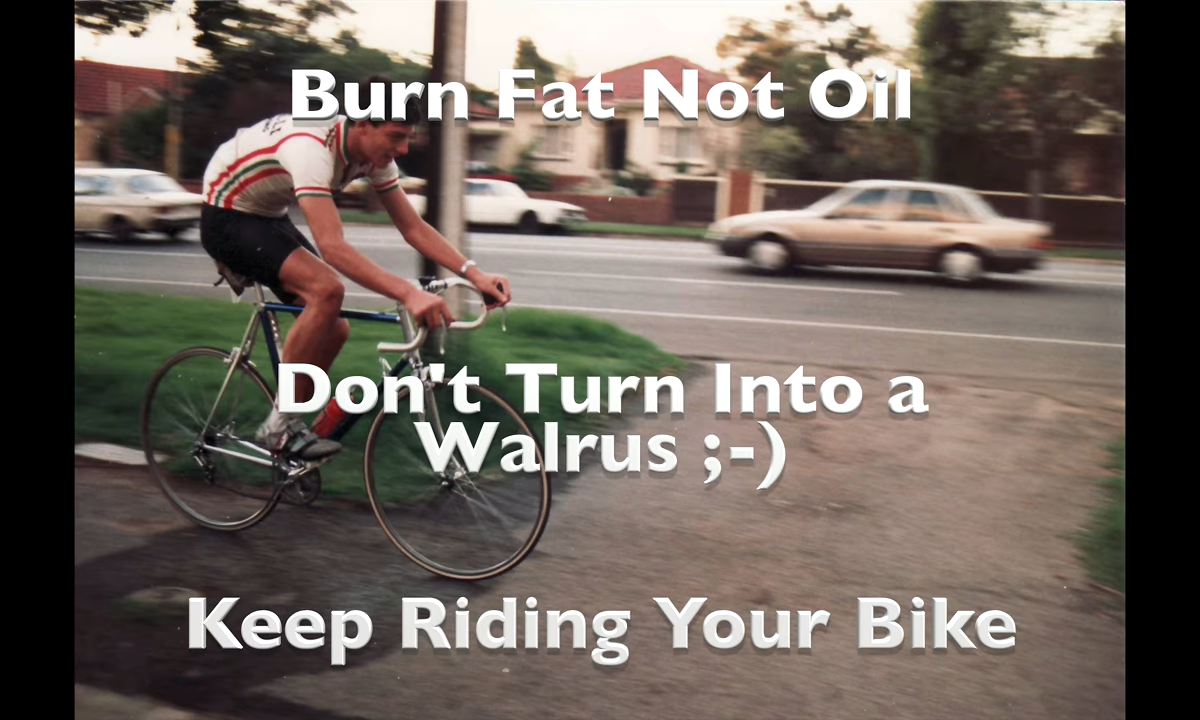 Burn Fat Not Oil
Don't Turn Into a
Walrus ;-)
Keep Riding Your Bike